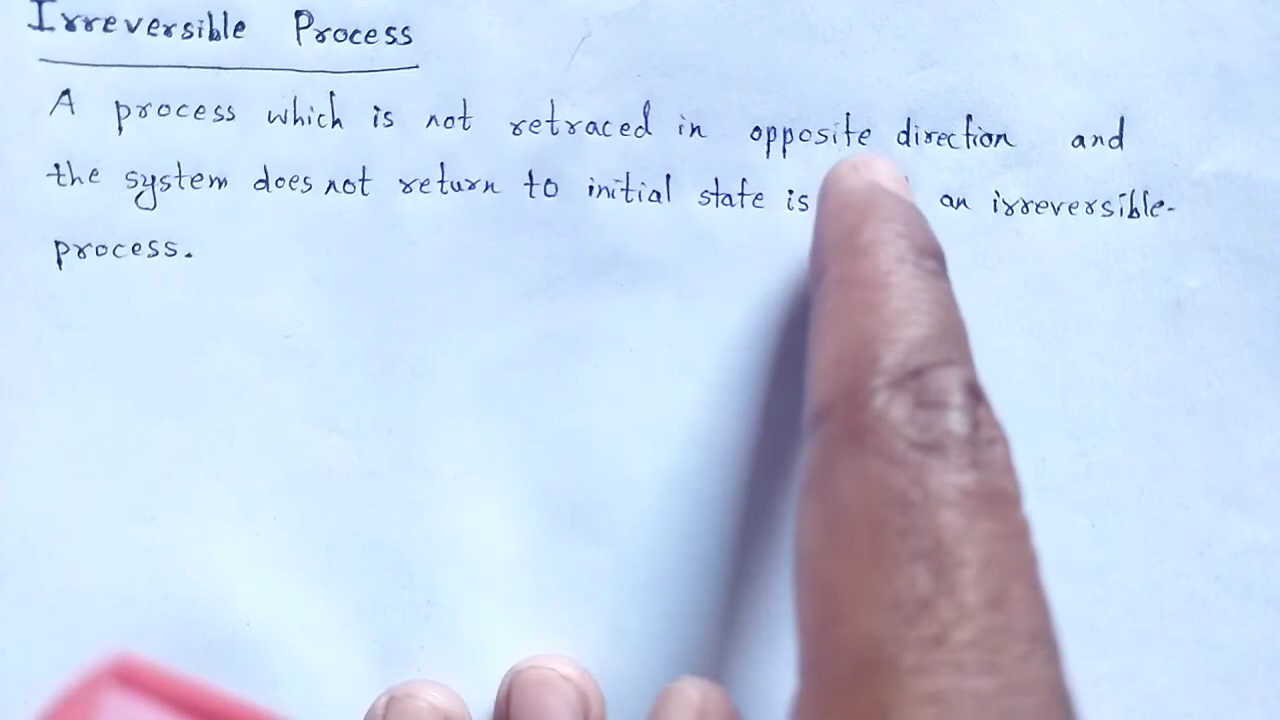 Irreversible Process
A process which is not retraced in opposite direction and
the system does not return to initial state is an irreversible-
process.